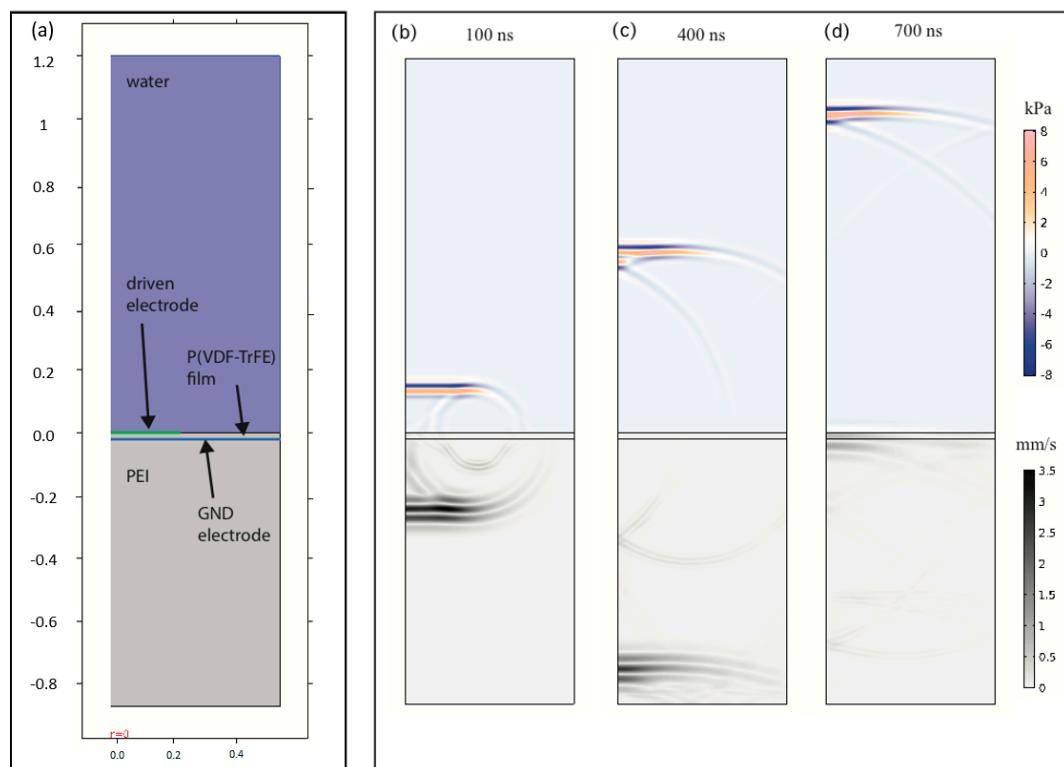 (a)
1.2
water
1
0.8
0.6
driven
electrode
0.4
P(VDF-TrFE)
film
0.2
0.0
PEI
-0.2
GND
electrode
-0.4
-0.6
-0.8
r=0
0.0 0.2 0.4
(b) 100 ns
(c) 400 ns
(d) 700 ns
kPa
8
6
4
2
0
-2
-4
-6
-8
mm/s
3.5
3
2.5
2
1.5
1
0.5
0